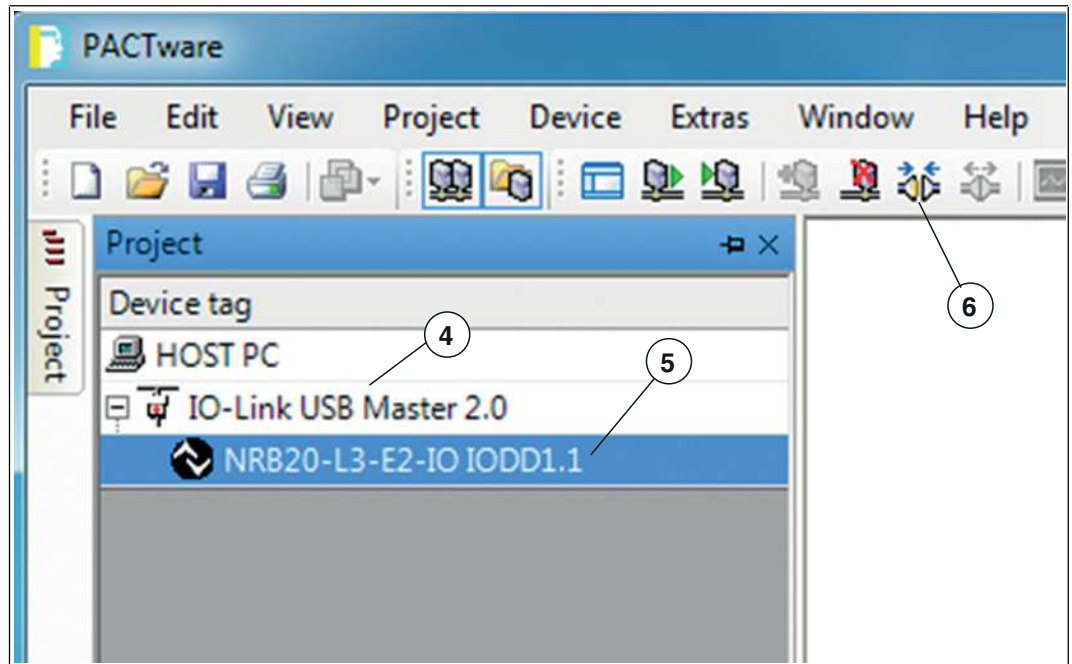 PACTware
File Edit View Project Device Extras Window Help
Project
Project
Device tag
HOST PC
IO-Link USB Master 2.0
NRB20-L3-E2-IO IODD1.1
4
5
6